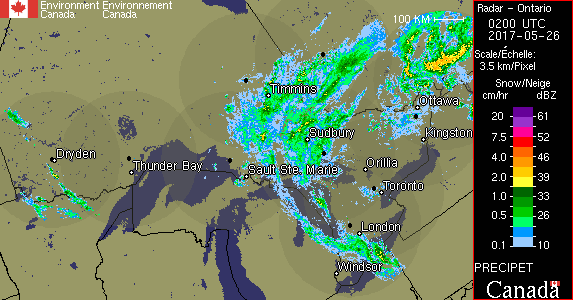 Environment Environnement
Canada Canada
100 KM
Radar - Ontario
0200 UTC
2017-05-26
Scale/Échelle:
3.5 km/Pixel
Snow/Neige
cm/hr dBZ
20 61
7.5 57
5.2 52
4.0 46
2.0 39
1.0 33
0.5 26
0.1 10
PRECIPET
Canada
Timmins
Ottawa
Sudbury
Kingston
Dryden
Thunder Bay
Orillia
Sault Ste. Marie
Toronto
London
Windsor